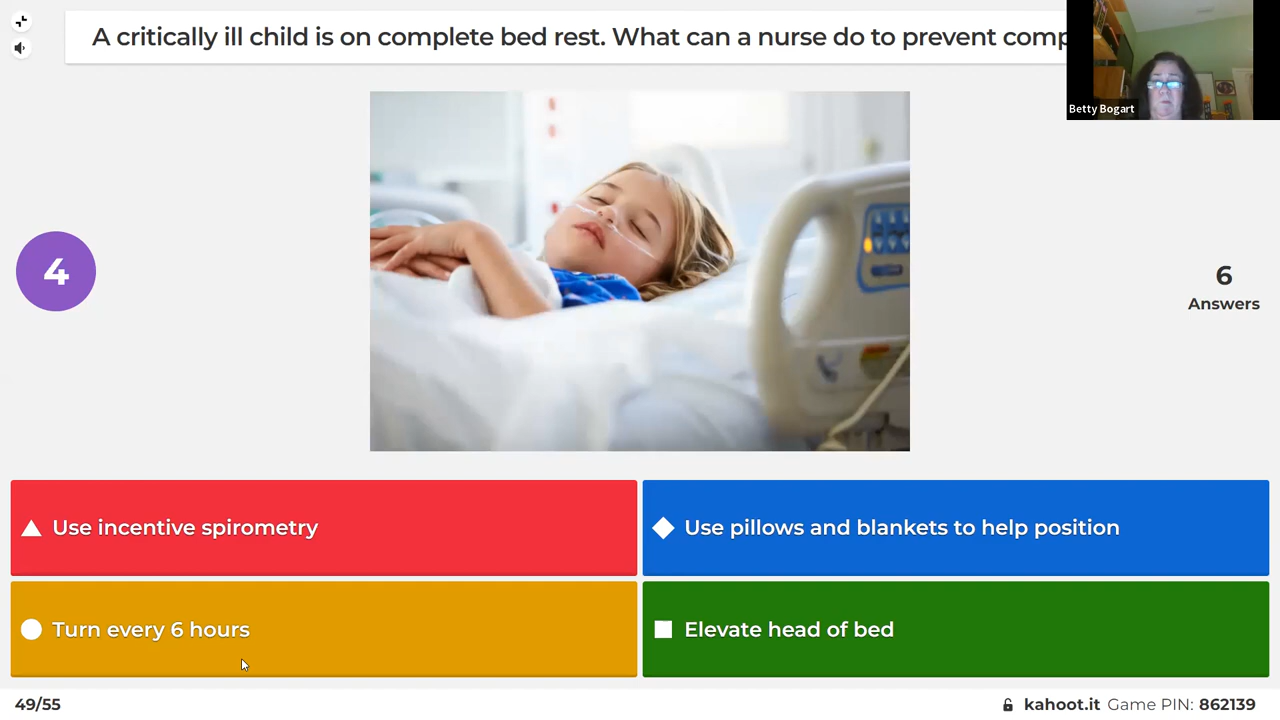 A critically ill child is on complete bed rest. What can a nurse do to prevent comp
Betty Bogart
4
6
Answers
Use incentive spirometry
Use pillows and blankets to help position
Turn every 6 hours
Elevate head of bed
49/55
kahoot.it Game PIN: 862139